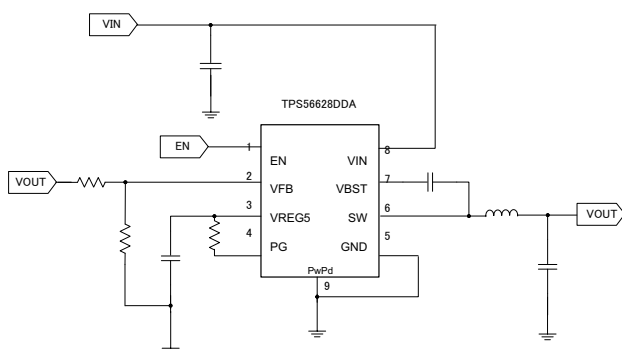 VIN
TPS56628DDA
EN
1
8
EN
VIN
VOUT
2
7
VFB
VBST
3
6
VREG5
SW
VOUT
4
5
PG
GND
PwPd
9